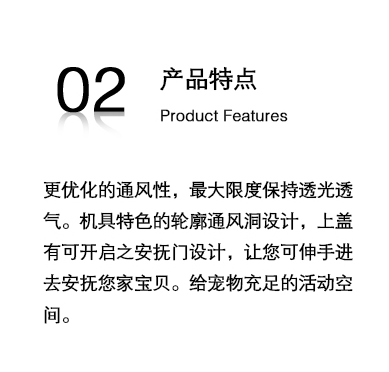 02
产品特点
Product Features
更优化的通风性，最大限度保持透光透
气。机具特色的轮廓通风洞设计，上盖
有可开启之安抚门设计，让您可伸手进
去安抚您家宝贝。给宠物充足的活动空
间。